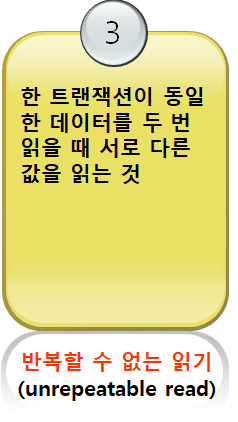 3
한 트랜잭션이 동일
한 데이터를 두 번
읽을 때 서로 다른
값을 읽는 것
반복할 수 없는 읽기
(unrepeatable read)